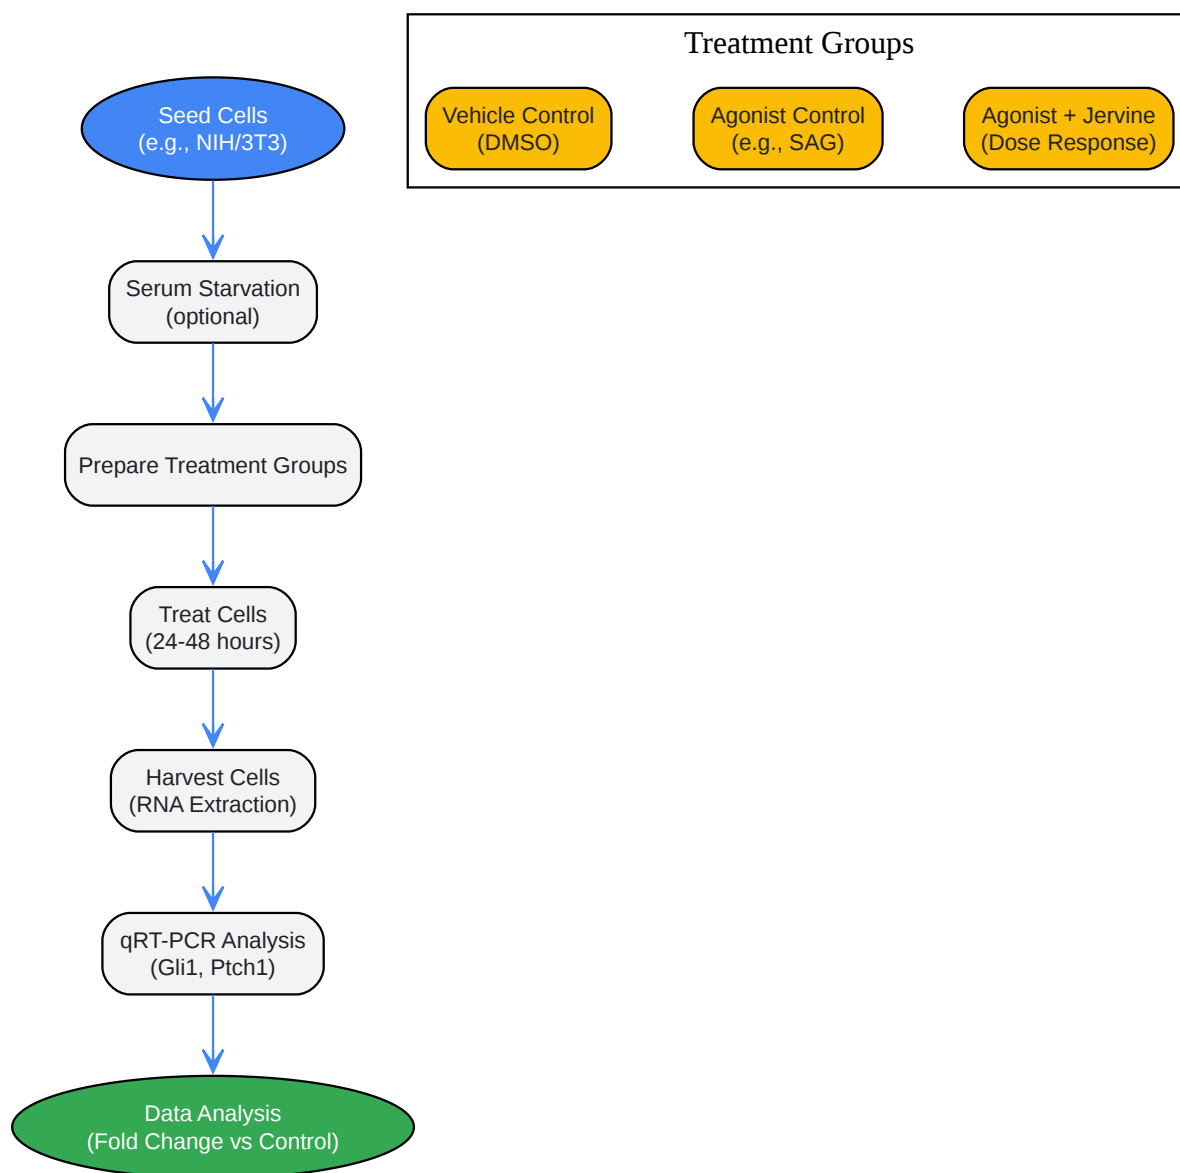 Treatment Groups
Vehicle Control
(DMSO)
Agonist Control
(e.g., SAG)
Agonist + Jervine
(Dose Response)
Seed Cells
(e.g., NIH/3T3)
Serum Starvation
(optional)
Prepare Treatment Groups
Treat Cells
(24-48 hours)
Harvest Cells
(RNA Extraction)
qRT-PCR Analysis
(Gli1, Ptch1)
Data Analysis
(Fold Change vs Control)